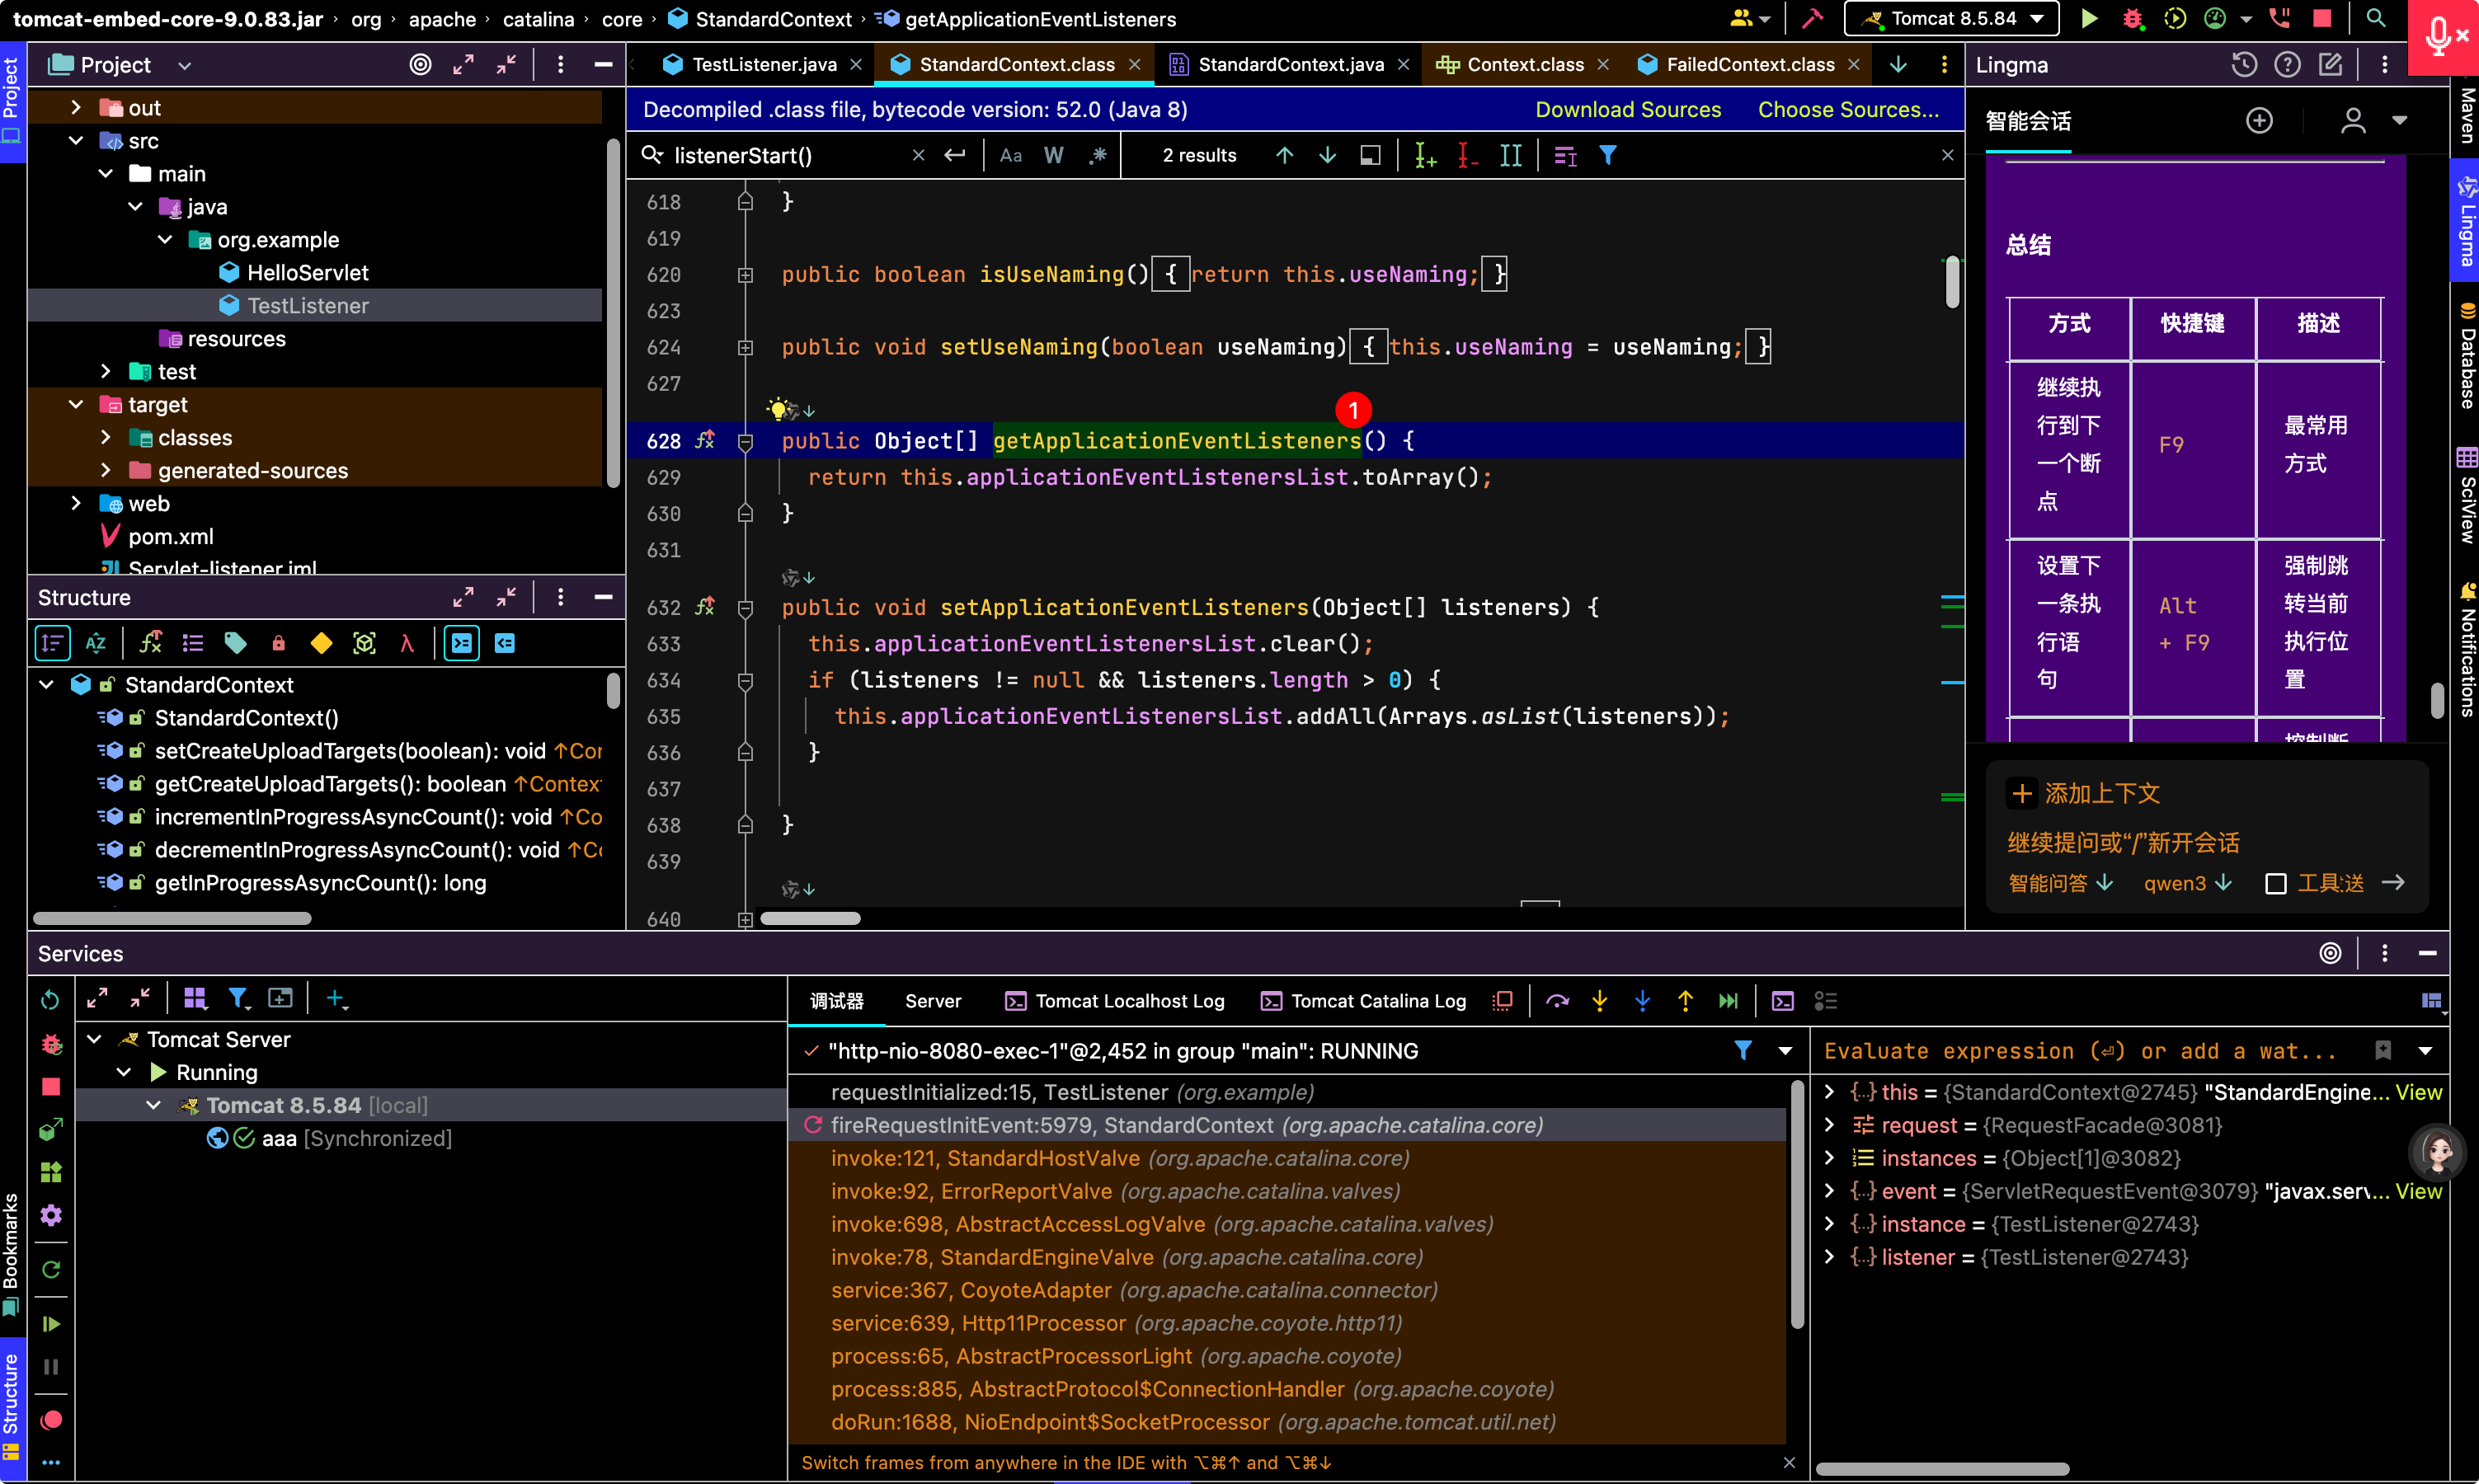 tomcat-embed-core-9.0.83.jar › org › apache › catalina › core › StandardContext › getApplicationEventListeners
Tomcat 8.5.84
Project
out
src
main
java
org.example
HelloServlet
TestListener
resources
test
target
classes
generated-sources
web
pom.xml
Servlet-listener.iml
TestListener.java
StandardContext.class
StandardContext.java
Context.class
FailedContext.class
Decompiled .class file, bytecode version: 52.0 (Java 8)
Download Sources
Choose Sources...
listenerStart()
Aa
W
.*
2 results
618 }
619
620 public boolean isUseNaming() { return this.useNaming; }
623
624 public void setUseNaming(boolean useNaming) { this.useNaming = useNaming; }
627
1
628 public Object[] getApplicationEventListeners() {
629 return this.applicationEventListenersList.toArray();
630 }
631
632 public void setApplicationEventListeners(Object[] listeners) {
633 this.applicationEventListenersList.clear();
634 if (listeners != null && listeners.length > 0) {
635 this.applicationEventListenersList.addAll(Arrays.asList(listeners));
636 }
637
638 }
639
640
Lingma
智能会话
总结
方式 快捷键 描述
继续执行到下一个断点 F9 最常用方式
设置下一条执行语句 Alt + F9 强制跳转当前执行位置
控制断
添加上下文
继续提问或“/”新开会话
智能问答
qwen3
工具
送
Maven
Lingma
Database
SciView
Notifications
Project
Bookmarks
Structure
Structure
StandardContext
StandardContext()
setCreateUploadTargets(boolean): void ↑Con
getCreateUploadTargets(): boolean ↑Context
incrementInProgressAsyncCount(): void ↑Co
decrementInProgressAsyncCount(): void ↑Co
getInProgressAsyncCount(): long
Services
Tomcat Server
Running
Tomcat 8.5.84 [local]
aaa [Synchronized]
调试器
Server
Tomcat Localhost Log
Tomcat Catalina Log
"http-nio-8080-exec-1"@2,452 in group "main": RUNNING
requestInitialized:15, TestListener (org.example)
fireRequestInitEvent:5979, StandardContext (org.apache.catalina.core)
invoke:121, StandardHostValve (org.apache.catalina.core)
invoke:92, ErrorReportValve (org.apache.catalina.valves)
invoke:698, AbstractAccessLogValve (org.apache.catalina.valves)
invoke:78, StandardEngineValve (org.apache.catalina.core)
service:367, CoyoteAdapter (org.apache.catalina.connector)
service:639, Http11Processor (org.apache.coyote.http11)
process:65, AbstractProcessorLight (org.apache.coyote)
process:885, AbstractProtocol$ConnectionHandler (org.apache.coyote)
doRun:1688, NioEndpoint$SocketProcessor (org.apache.tomcat.util.net)
Switch frames from anywhere in the IDE with ⌥⌘↑ and ⌥⌘↓
Evaluate expression (⏎) or add a wat...
this = {StandardContext@2745} "StandardEngine... View
request = {RequestFacade@3081}
instances = {Object[1]@3082}
event = {ServletRequestEvent@3079} "javax.serv... View
instance = {TestListener@2743}
listener = {TestListener@2743}